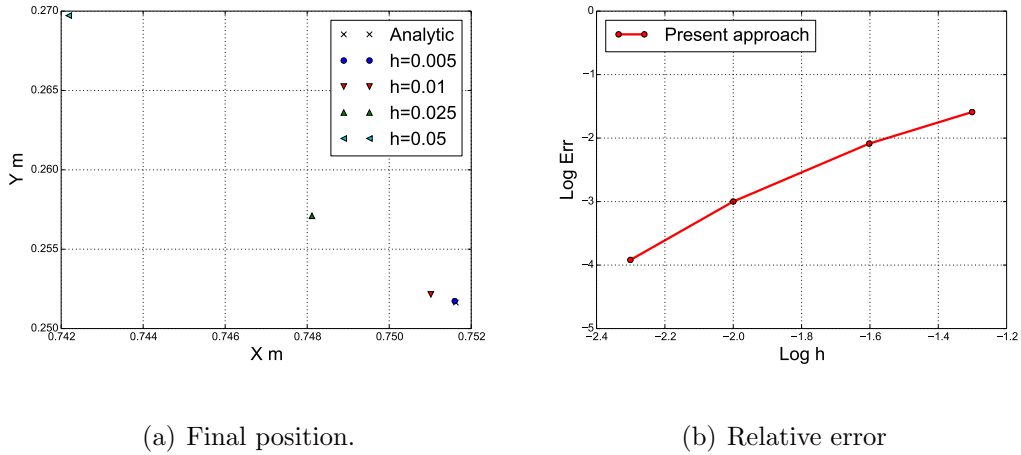 0.270
0.265
0.260
0.255
0.250
Y m
0.742
0.744
0.746
0.748
0.750
0.752
X m
Analytic
h=0.005
h=0.01
h=0.025
h=0.05
(a) Final position.
0
−1
−2
−3
−4
−5
Log Err
−2.4
−2.2
−2.0
−1.8
−1.6
−1.4
−1.2
Log h
Present approach
(b) Relative error